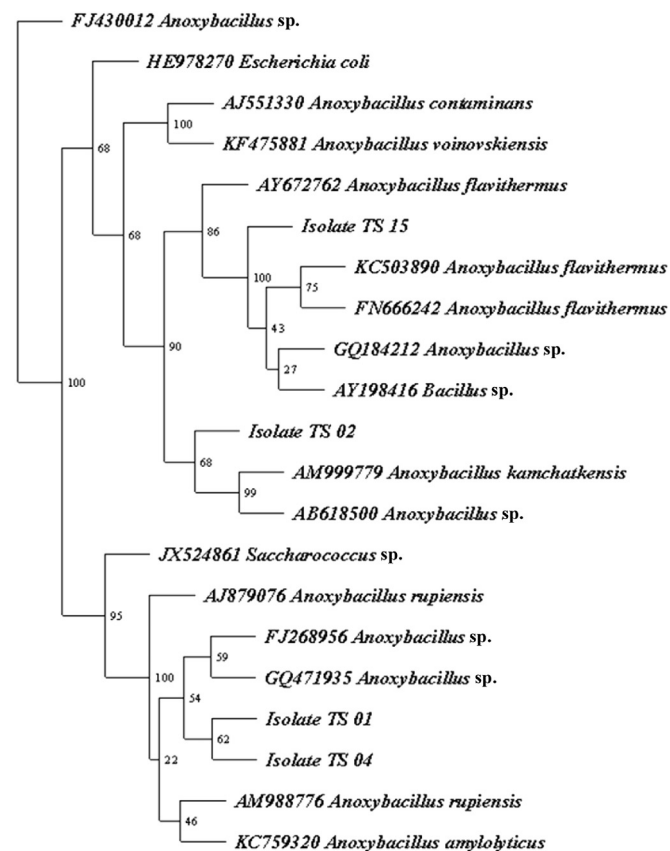 FJ430012 Anoxybacillus sp.
HE978270 Escherichia coli
AJ551330 Anoxybacillus contaminans
100
KF475881 Anoxybacillus voinovskiensis
68
AY672762 Anoxybacillus flavithermus
Isolate TS 15
86
68
KC503890 Anoxybacillus flavithermus
100
75
FN666242 Anoxybacillus flavithermus
43
90
GQ184212 Anoxybacillus sp.
27
100
AY198416 Bacillus sp.
Isolate TS 02
68
AM999779 Anoxybacillus kamchatkensis
99
AB618500 Anoxybacillus sp.
JX524861 Saccharococcus sp.
AJ879076 Anoxybacillus rupiensis
95
FJ268956 Anoxybacillus sp.
59
GQ471935 Anoxybacillus sp.
100
54
Isolate TS 01
62
Isolate TS 04
22
AM988776 Anoxybacillus rupiensis
46
KC759320 Anoxybacillus amylolyticus